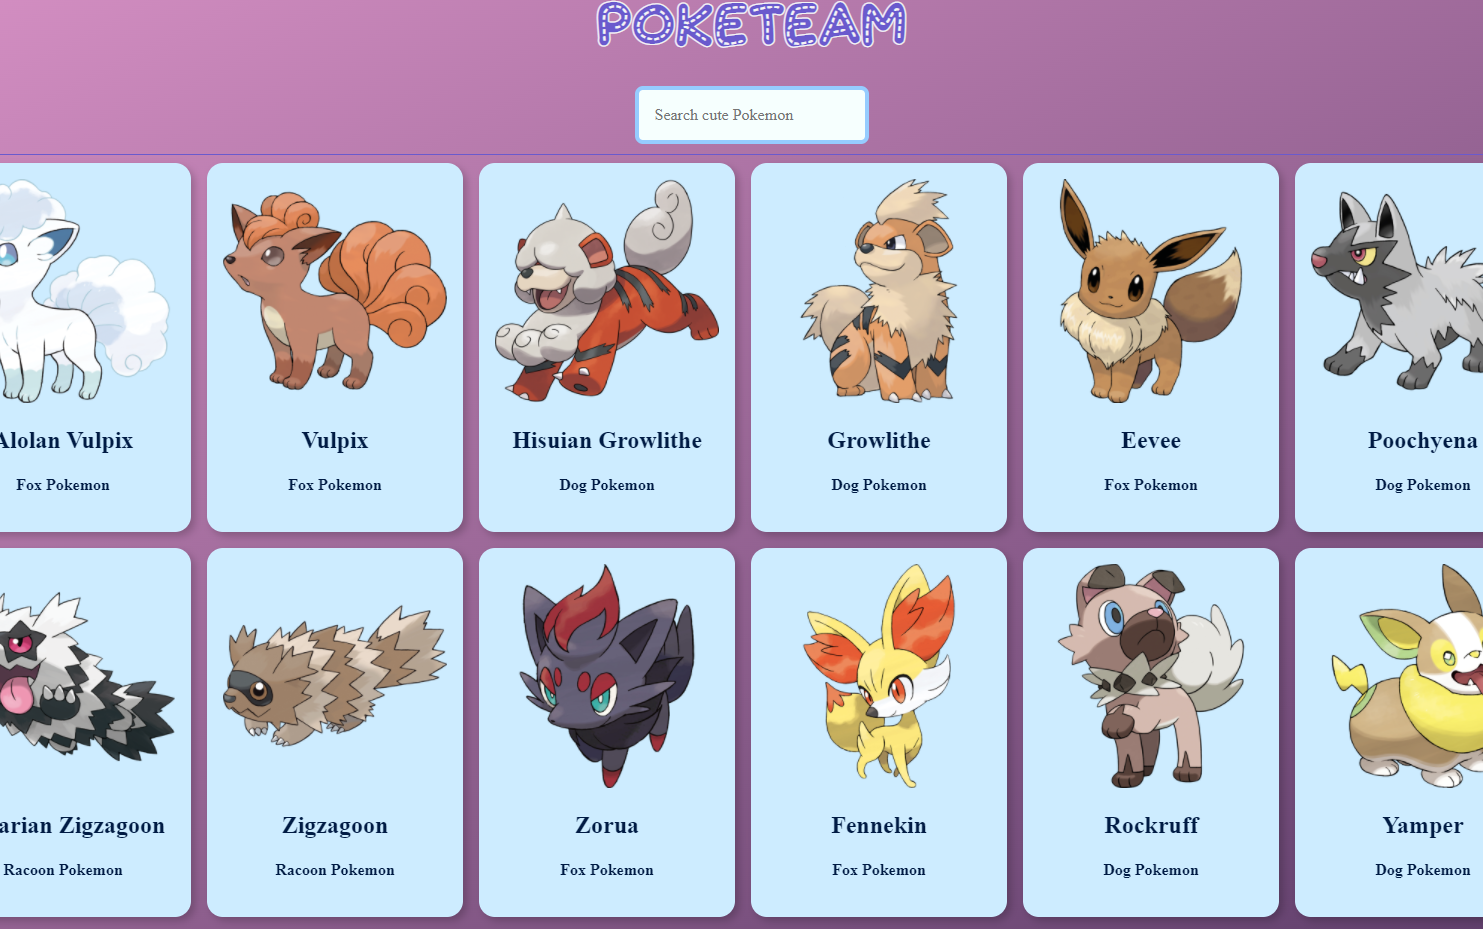 POKETEAM
Search cute Pokemon
Alolan Vulpix
Vulpix
Hisuian Growlithe
Growlithe
Eevee
Poochyena
Fox Pokemon
Fox Pokemon
Dog Pokemon
Dog Pokemon
Fox Pokemon
Dog Pokemon
arian Zigzagoon
Zigzagoon
Zorua
Fennekin
Rockruff
Yamper
Racoon Pokemon
Racoon Pokemon
Fox Pokemon
Fox Pokemon
Dog Pokemon
Dog Pokemon